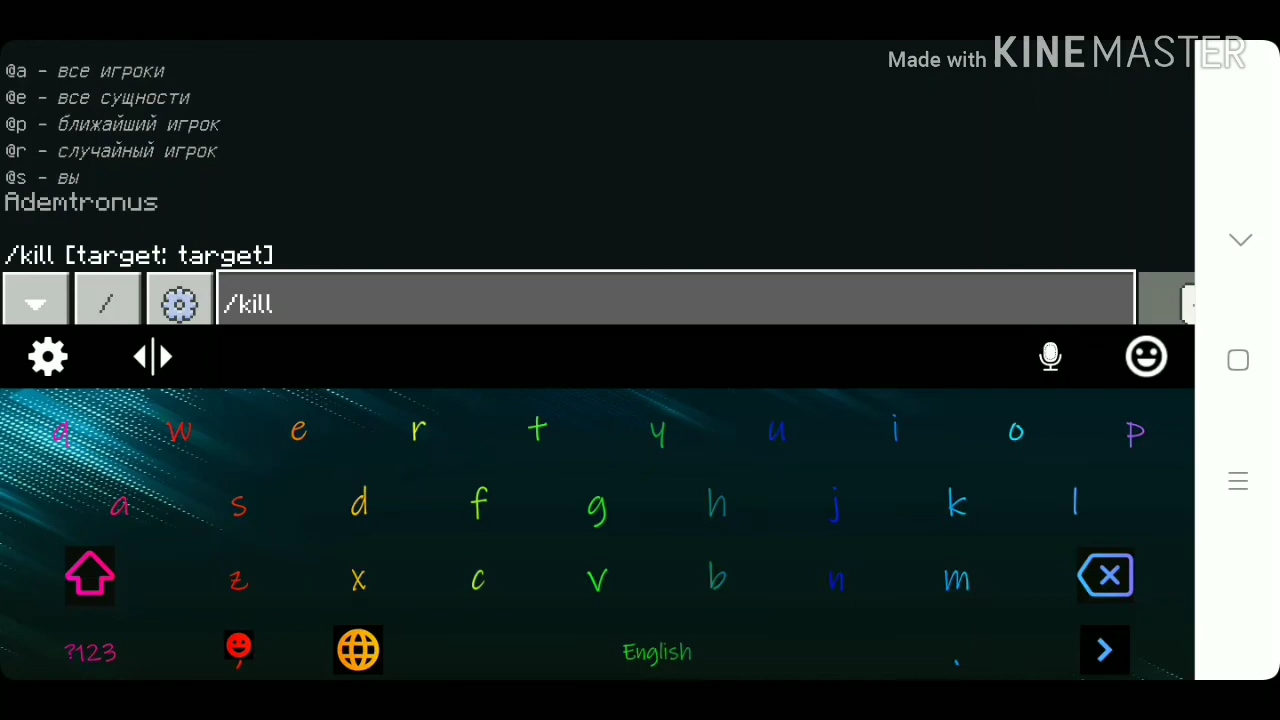 Made with KINEMASTER
@a - все игроки
@e - все сущности
@p - ближайший игрок
@r - случайный игрок
@s - вы
Ademtronus
/kill [target: target]
/
/kill
q w e r t y u i o p
a s d f g h j k l
z x c v b n m
?123 , English .